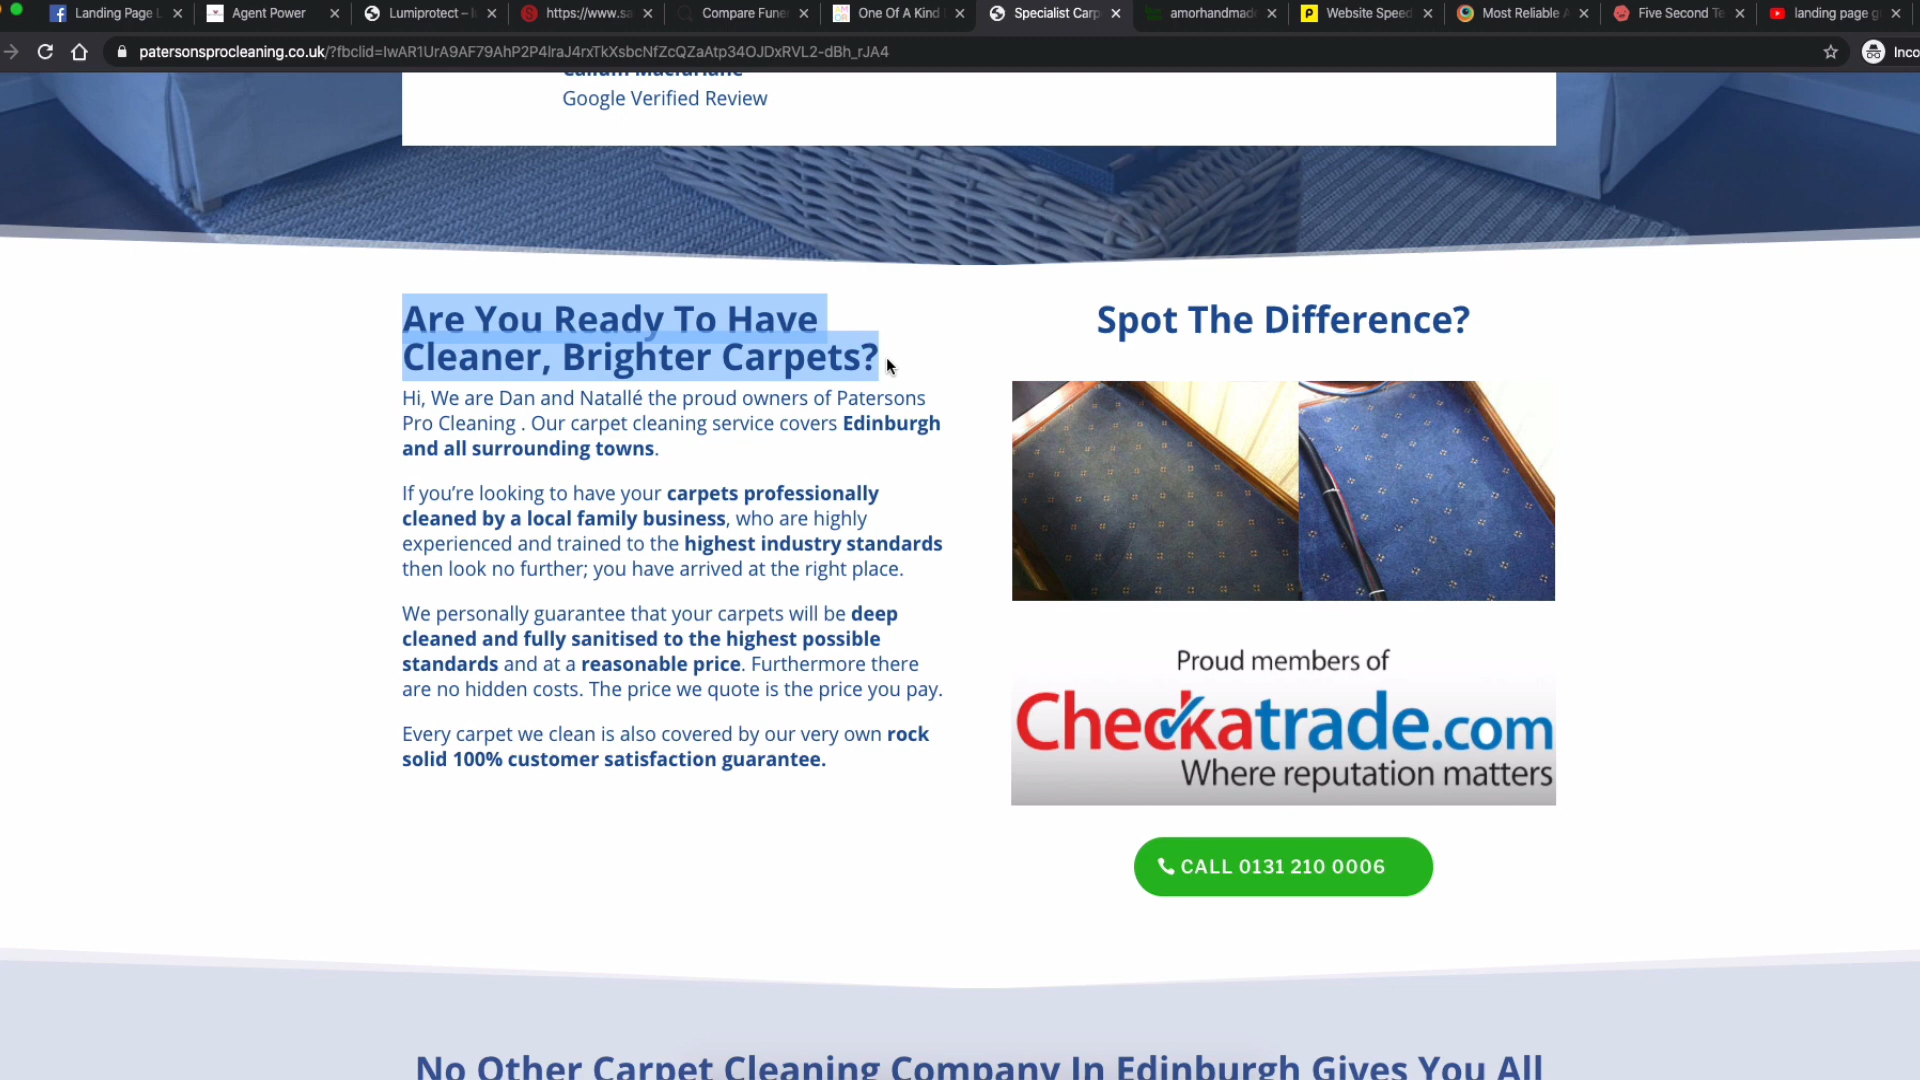 Landing Page
Agent Power
Lumiprotect –
https://www.sa
Compare Fune
One Of A Kind
Specialist Carp
amorhandmad
Website Speed
Most Reliable
Five Second Te
landing page g
patersonsprocleaning.co.uk/?fbclid=IwAR1UrA9AF79AhP2P4lraJ4rxTkXsbcNfZcQZaAtp34OJDxRVL2-dBh_rJA4
Inco
Callum Macfarlane
Google Verified Review
Are You Ready To Have
Cleaner, Brighter Carpets?
Hi, We are Dan and Natallé the proud owners of Patersons
Pro Cleaning . Our carpet cleaning service covers Edinburgh
and all surrounding towns.
If you’re looking to have your carpets professionally
cleaned by a local family business, who are highly
experienced and trained to the highest industry standards
then look no further; you have arrived at the right place.
We personally guarantee that your carpets will be deep
cleaned and fully sanitised to the highest possible
standards and at a reasonable price. Furthermore there
are no hidden costs. The price we quote is the price you pay.
Every carpet we clean is also covered by our very own rock
solid 100% customer satisfaction guarantee.
Spot The Difference?
Proud members of
Checkatrade.com
Where reputation matters
CALL 0131 210 0006
No Other Carpet Cleaning Company In Edinburgh Gives You All